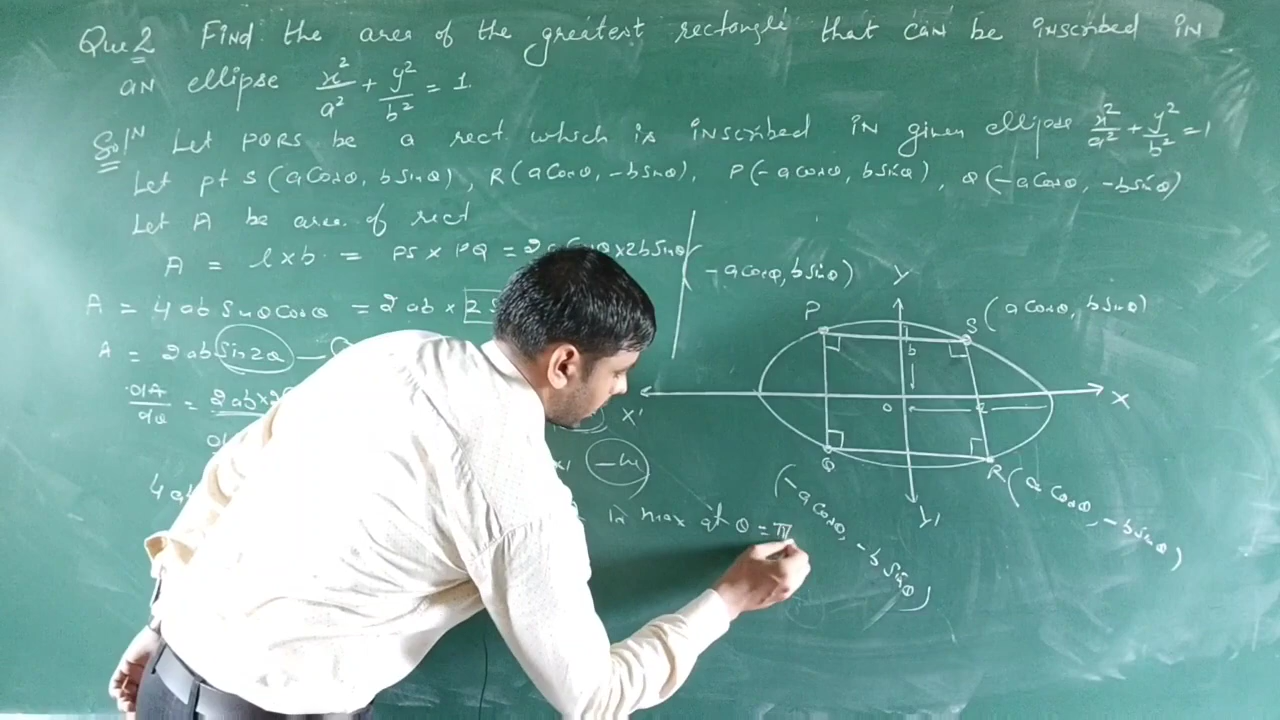 Que 2 Find the area of the greatest rectangle that can be inscribed in
an ellipse x²/a² + y²/b² = 1.
Solᴺ Let PQRS be a rect. which is inscribed in given ellipse x²/a² + y²/b² = 1
Let pt S (a cosθ, b sinθ), R (a cosθ, -b sinθ), P (-a cosθ, b sinθ), Q (-a cosθ, -b sinθ)
Let A be area of rect
A = l×b. = PS × PQ = 2a cosθ × 2b sinθ
A = 4ab sinθ cosθ = 2ab × 2
A = 2ab sin2θ —
dA/dθ = 2ab×2
4ab
-ve
in max at θ = π
(-a cosθ, b sinθ)
Y
P
S (a cosθ, b sinθ)
b
X'
O
a
X
Q
R (a cosθ, -b sinθ)
(-a cosθ, -b sinθ)
Y'